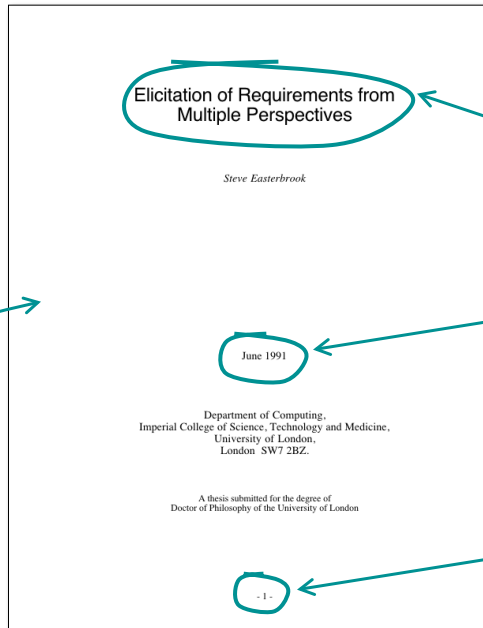 Elicitation of Requirements from
Multiple Perspectives
Steve Easterbrook
June 1991
Department of Computing,
Imperial College of Science, Technology and Medicine,
University of London,
London SW7 2BZ.
A thesis submitted for the degree of
Doctor of Philosophy of the University of London
- 1 -